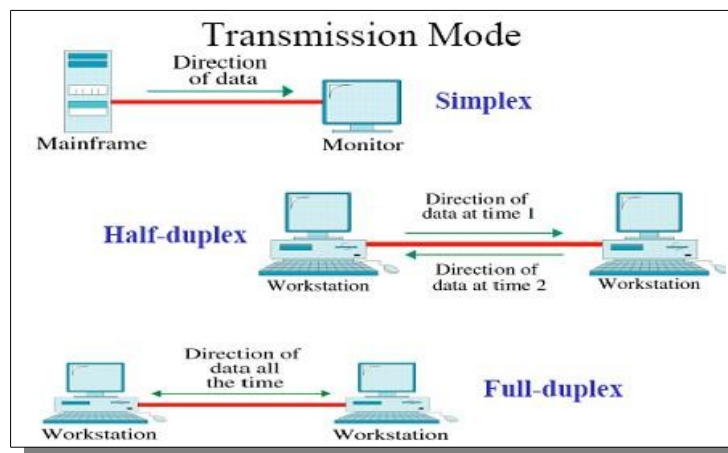 Transmission Mode
Direction
of data
Simplex
Mainframe
Monitor
Direction of
data at time 1
Half-duplex
Direction of
data at time 2
Workstation
Workstation
Direction of
data all
the time
Full-duplex
Workstation
Workstation